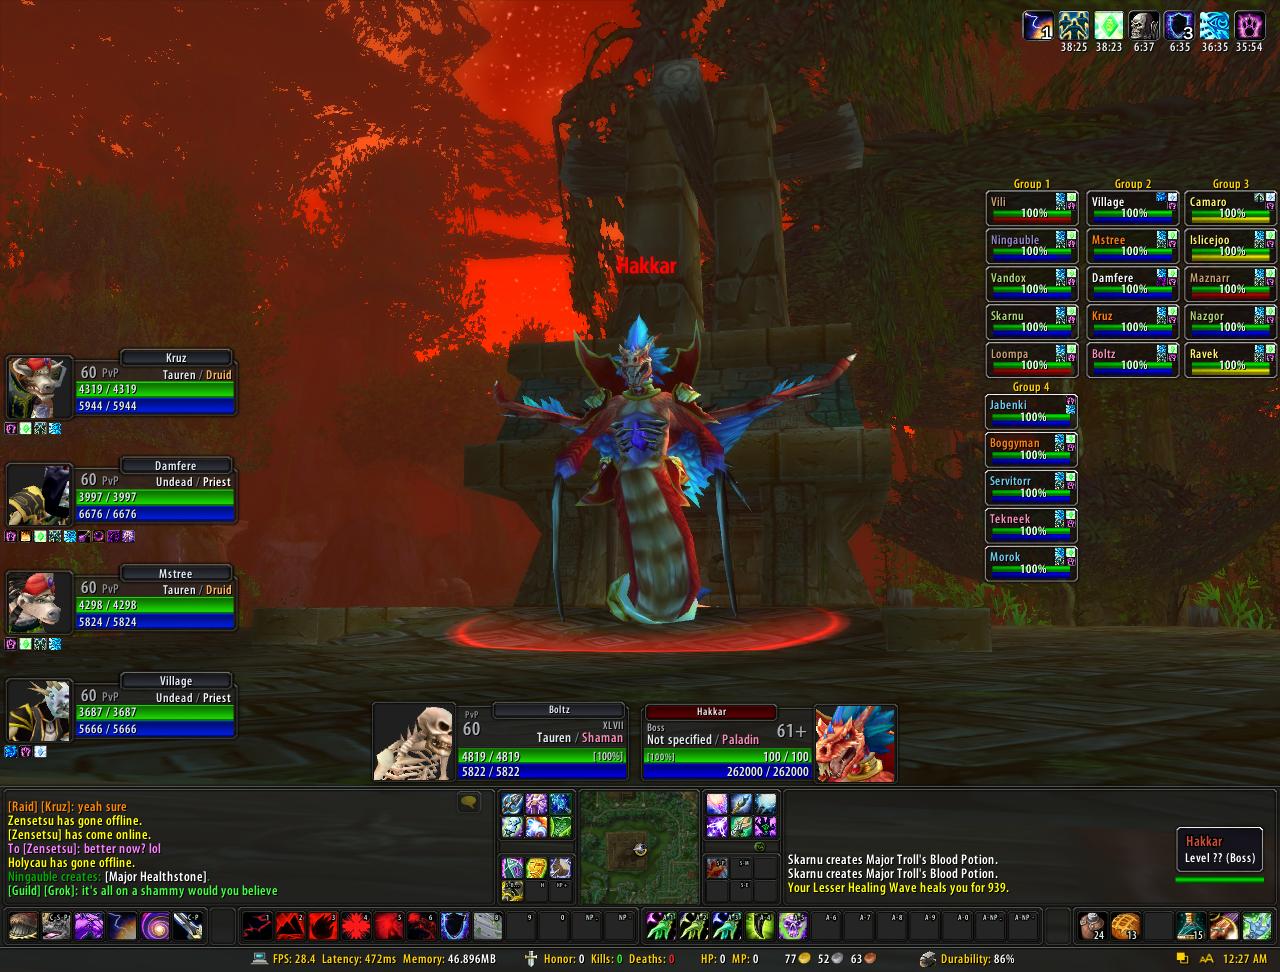 1 3
38:25 38:23 6:37 6:35 36:35 35:54
Group 1 Group 2 Group 3
Vili 100% Village 100% Camaro 100%
Ningauble 100% Mstree 100% Islicejoo 100%
Vandox 100% Damfere 100% Maznarr 100%
Skarnu 100% Kruz 100% Nazgor 100%
Loompa 100% Boltz 100% Ravek 100%
Group 4
Jabenki 100%
Boggyman 100%
Servitorr 100%
Tekneek 100%
Morok 100%
Hakkar
Kruz
60 PvP Tauren / Druid
4319 / 4319
5944 / 5944
Damfere
60 PvP Undead / Priest
3997 / 3997
6676 / 6676
Mstree
60 PvP Tauren / Druid
4298 / 4298
5824 / 5824
Village
60 PvP Undead / Priest
3687 / 3687
5666 / 5666
Boltz
PvP XLVII
60 Tauren / Shaman
4819 / 4819 [100%]
5822 / 5822
Hakkar
Boss 61+
Not specified / Paladin
[100%] 100 / 100
262000 / 262000
[Raid] [Kruz]: yeah sure
Zensetsu has gone offline.
[Zensetsu] has come online.
To [Zensetsu]: better now? lol
Holycau has gone offline.
Ningauble creates: [Major Healthstone].
[Guild] [Grok]: it's all on a shammy would you believe
Skarnu creates Major Troll's Blood Potion.
Skarnu creates Major Troll's Blood Potion.
Your Lesser Healing Wave heals you for 939.
Hakkar
Level ?? (Boss)
24 13 15
FPS: 28.4 Latency: 472ms Memory: 46.896MB Honor: 0 Kills: 0 Deaths: 0 HP: 0 MP: 0 77 52 63 Durability: 86% AA 12:27 AM